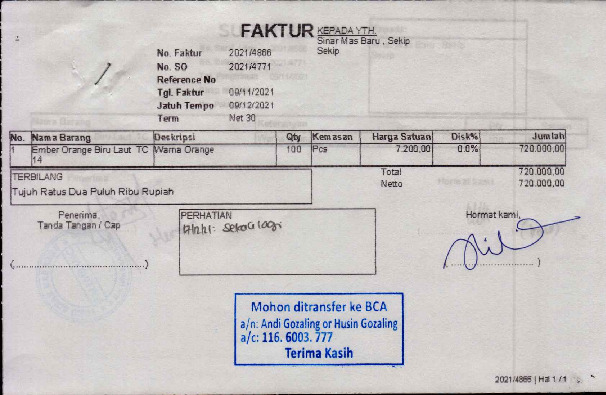 FAKTUR
KEPADA YTH.
Sinar Mas Baru , Sekip
Sekip
No. Faktur 2021/4866
No. SO 2021/4771
Reference No
Tgl. Faktur 09/11/2021
Jatuh Tempo 09/12/2021
Term Net 30
No. Nama Barang Deskripsi Qty Kemasan Harga Satuan Disk% Jumlah
1 Ember Orange Biru Laut TC Warna Orange 100 Pcs 7.200,00 0.0% 720.000,00
14
Total 720.000,00
Netto 720.000,00
TERBILANG
Tujuh Ratus Dua Puluh Ribu Rupiah
Penerima,
Tanda Tangan / Cap
(..............................)
PERHATIAN
Hormat kami,
(..............................)
Mohon ditransfer ke BCA
a/n: Andi Gozaling or Husin Gozaling
a/c: 116. 6003. 777
Terima Kasih
2021/4866 | Hal 1 / 1